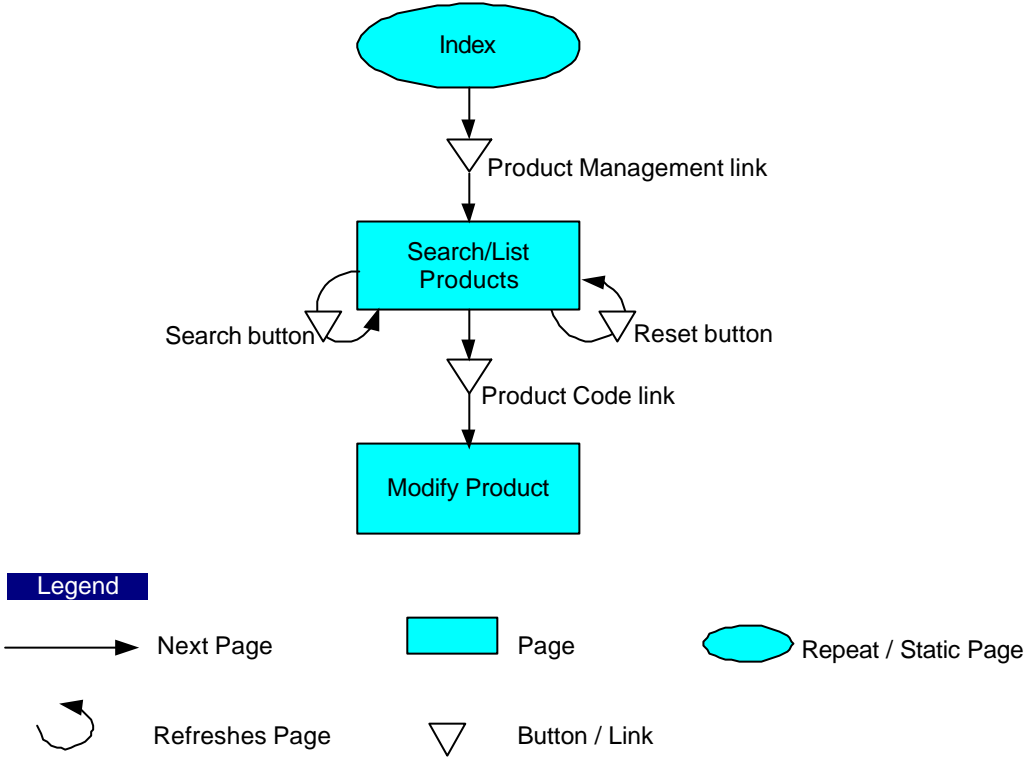 Index
Product Management link
Search/List
Products
Search button
Reset button
Product Code link
Modify Product
Legend
Next Page
Page
Repeat / Static Page
Refreshes Page
Button / Link